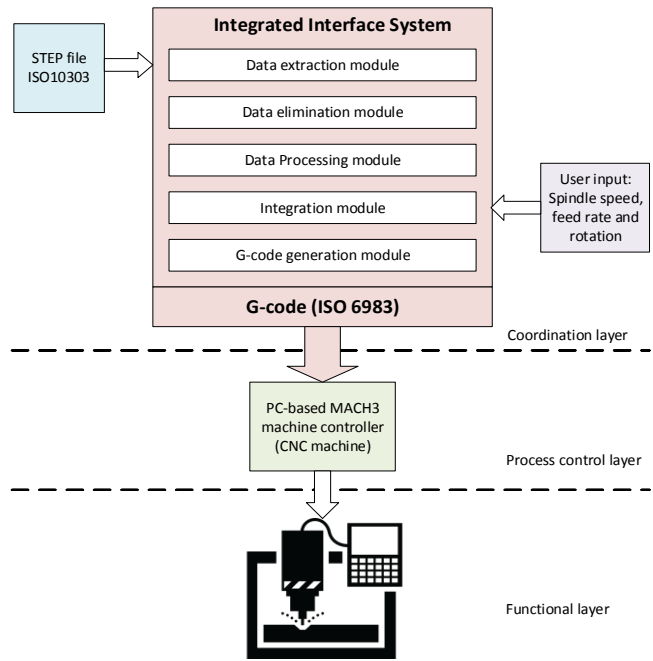 Integrated Interface System
STEP file
ISO10303
Data extraction module
Data elimination module
Data Processing module
Integration module
G-code generation module
User input:
Spindle speed,
feed rate and
rotation
G-code (ISO 6983)
Coordination layer
PC-based MACH3
machine controller
(CNC machine)
Process control layer
Functional layer